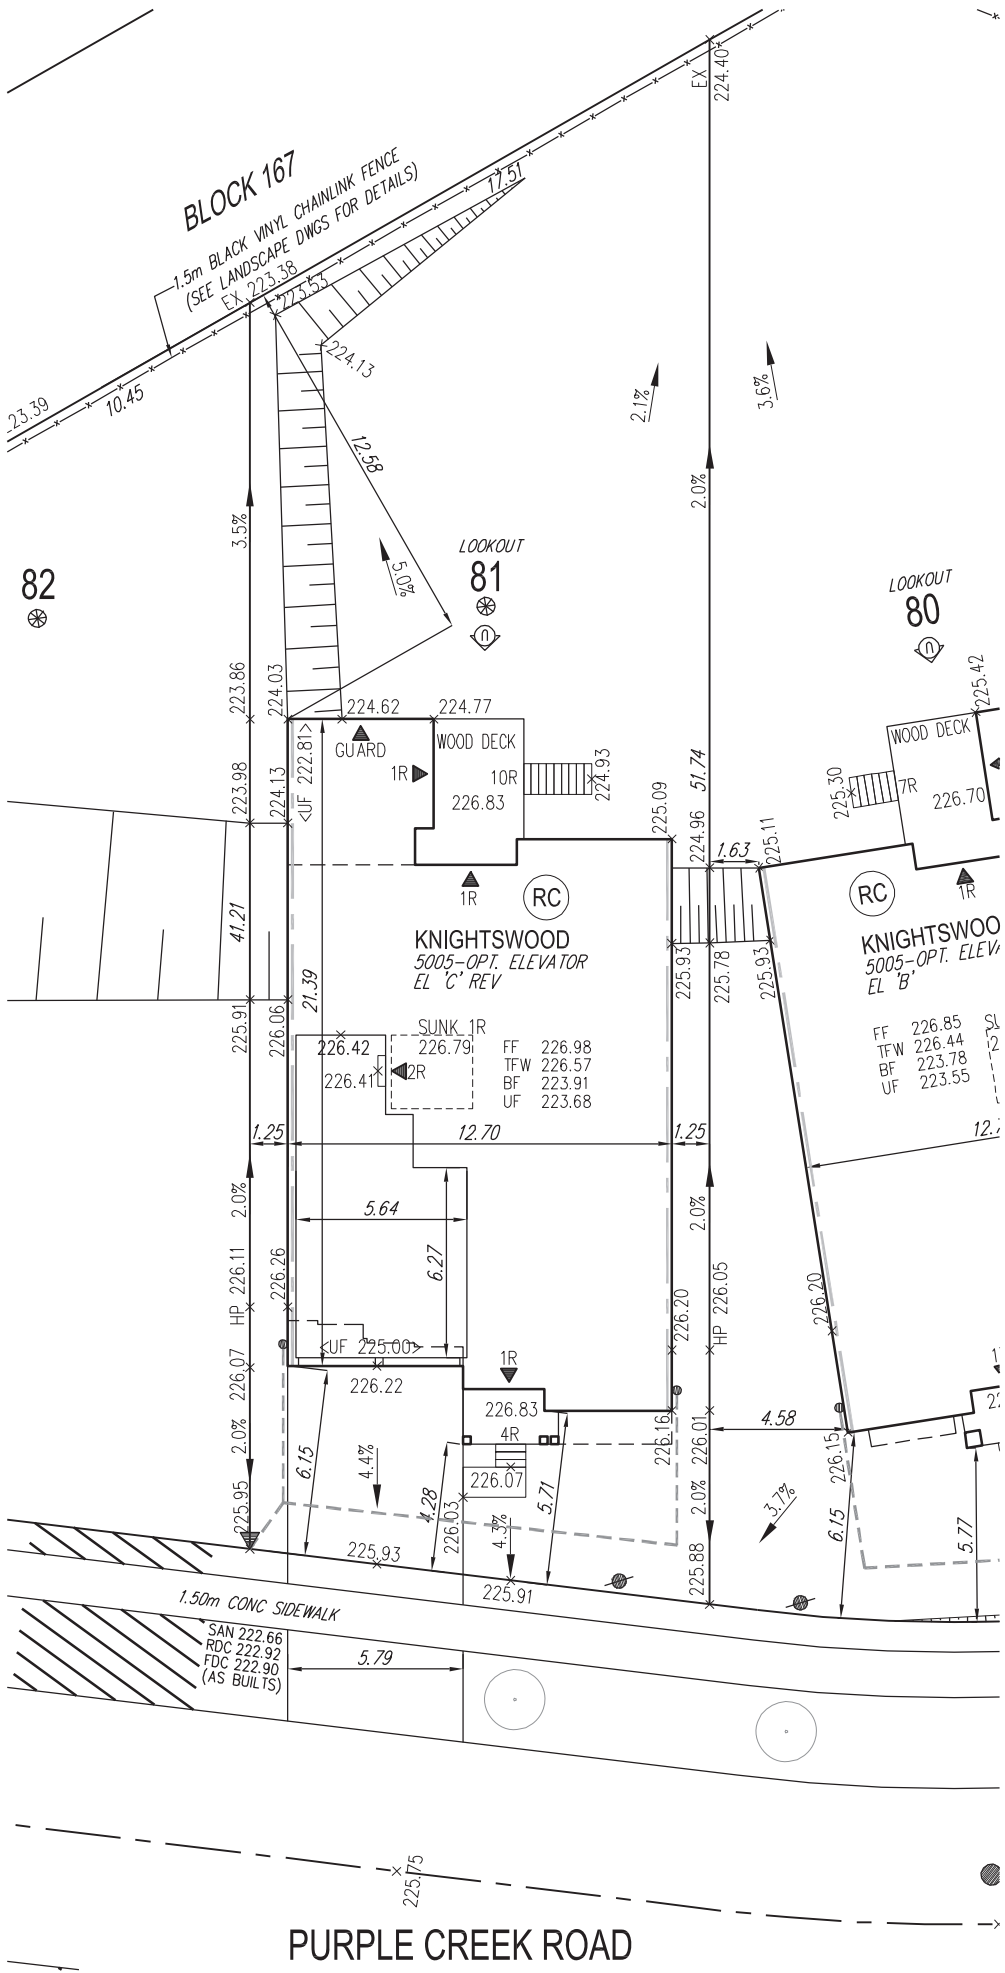 EX
224.40
BLOCK 167
1.5m BLACK VINYL CHAINLINK FENCE
(SEE LANDSCAPE DWGS FOR DETAILS)
17.51
EX 223.38
223.53
224.13
23.39
10.45
12.58
2.1%
3.6%
3.5%
2.0%
5.0%
82
LOOKOUT
81
LOOKOUT
80
223.86
224.03
224.62
224.77
225.42
<UF 222.81>
GUARD
WOOD DECK
1R
10R
226.83
224.93
WOOD DECK
7R
226.70
225.30
223.98
224.13
225.09
224.96
51.74
1.63
225.11
1R
RC
KNIGHTSWOOD
5005-OPT. ELEVATOR
EL 'C' REV
RC
1R
KNIGHTSWOO
5005-OPT. ELEVA
EL 'B'
41.21
21.39
225.93
225.78
225.93
225.91
226.06
226.42
226.41
2R
SUNK 1R
226.79
FF 226.98
TFW 226.57
BF 223.91
UF 223.68
FF 226.85
TFW 226.44
BF 223.78
UF 223.55
SU
2
1.25
12.70
1.25
12.7
2.0%
5.64
6.27
2.0%
HP 226.11
226.26
226.20
HP 226.05
226.20
<UF 225.00>
226.07
226.22
1R
226.83
4R
226.07
226.16
226.01
4.58
226.15
2.0%
6.15
4.4%
4.28
226.03
4.3%
5.71
2.0%
3.7%
6.15
5.77
22
225.95
225.93
225.91
225.88
1.50m CONC SIDEWALK
SAN 222.66
RDC 222.92
FDC 222.90
(AS BUILTS)
5.79
225.75
PURPLE CREEK ROAD